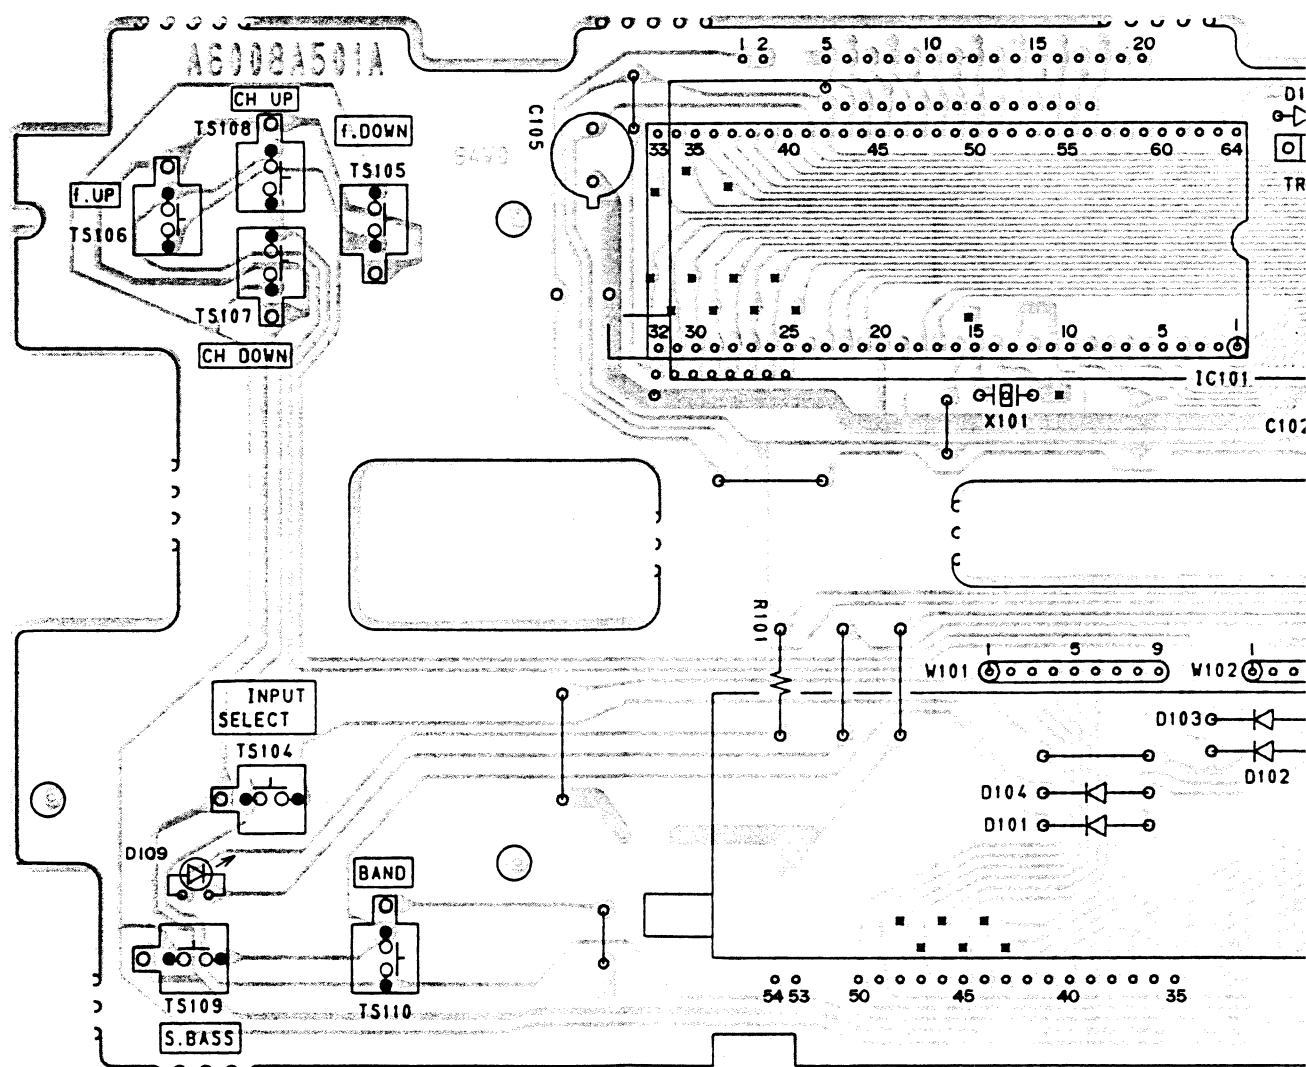 A6008A501A
1 2 5 10 15 20
CH UP
TS108
f.DOWN
C105
D1
33 35 40 45 50 55 60 64
TS105
f.UP
TR
TS106
TS107
32 30 25 20 15 10 5 1
CH DOWN
IC101
X101
C102
R101
1 5 9 1
W101 W102
INPUT
SELECT
D103
TS104
D102
D104
D101
D109
BAND
54 53 50 45 40 35
TS109
TS110
S.BASS